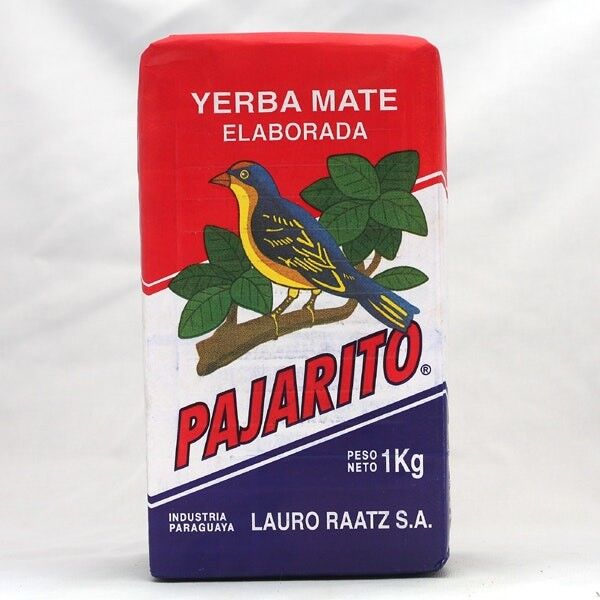 YERBA MATE
ELABORADA
PAJARITO®
PESO
NETO 1Kg
INDUSTRIA
PARAGUAYA
LAURO RAATZ S.A.